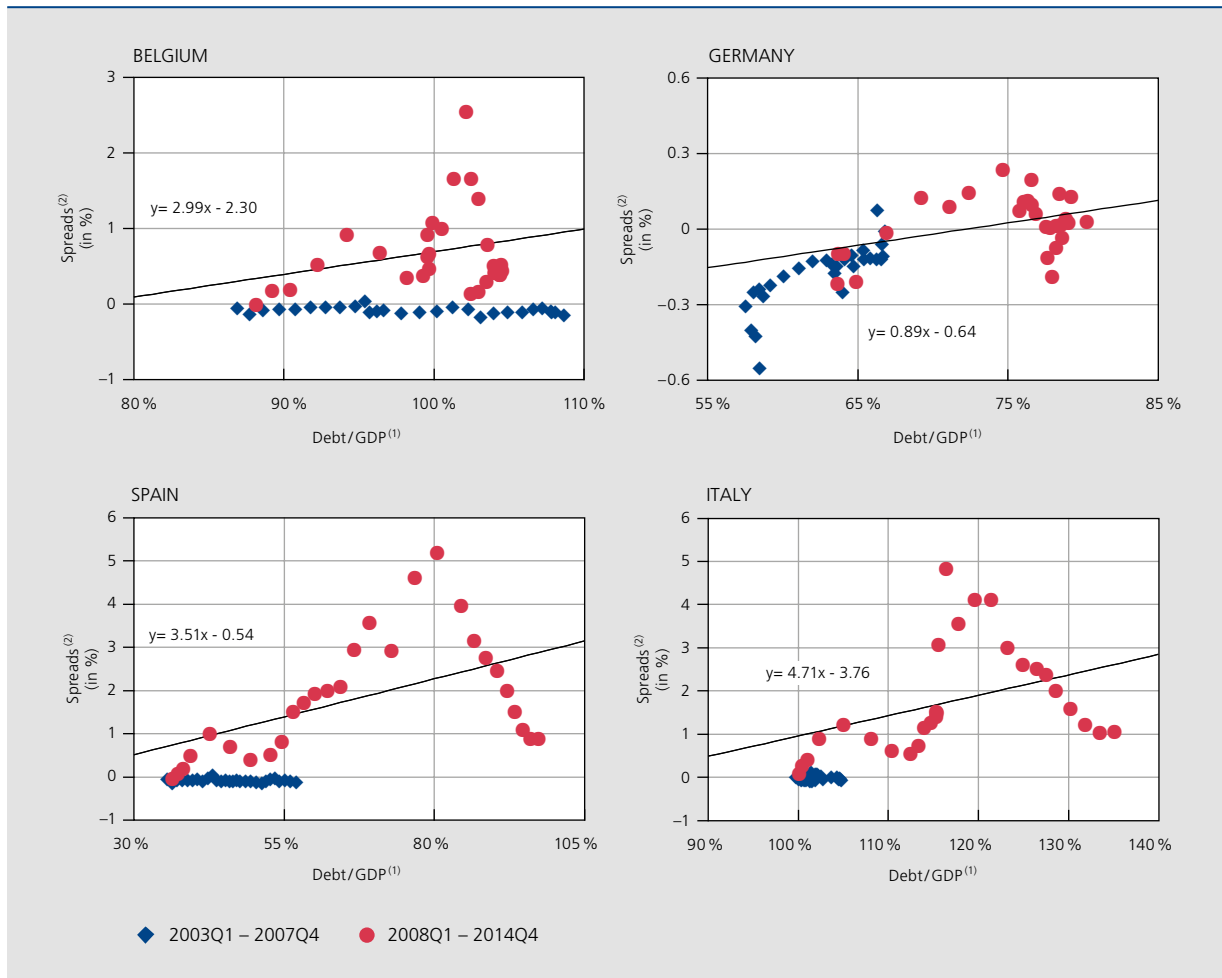 BELGIUM
3
2
1
0
–1
Spreads(2)
(in %)
y= 2.99x - 2.30
80 %
90 %
100 %
110 %
Debt/GDP(1)
GERMANY
0.6
0.3
0
–0.3
–0.6
Spreads(2)
(in %)
y= 0.89x - 0.64
55 %
65 %
75 %
85 %
Debt/GDP(1)
SPAIN
6
5
4
3
2
1
0
–1
Spreads(2)
(in %)
y= 3.51x - 0.54
30 %
55 %
80 %
105 %
Debt/GDP(1)
ITALY
6
5
4
3
2
1
0
–1
Spreads(2)
(in %)
y= 4.71x - 3.76
90 %
100 %
110 %
120 %
130 %
140 %
Debt/GDP(1)
2003Q1 – 2007Q4
2008Q1 – 2014Q4